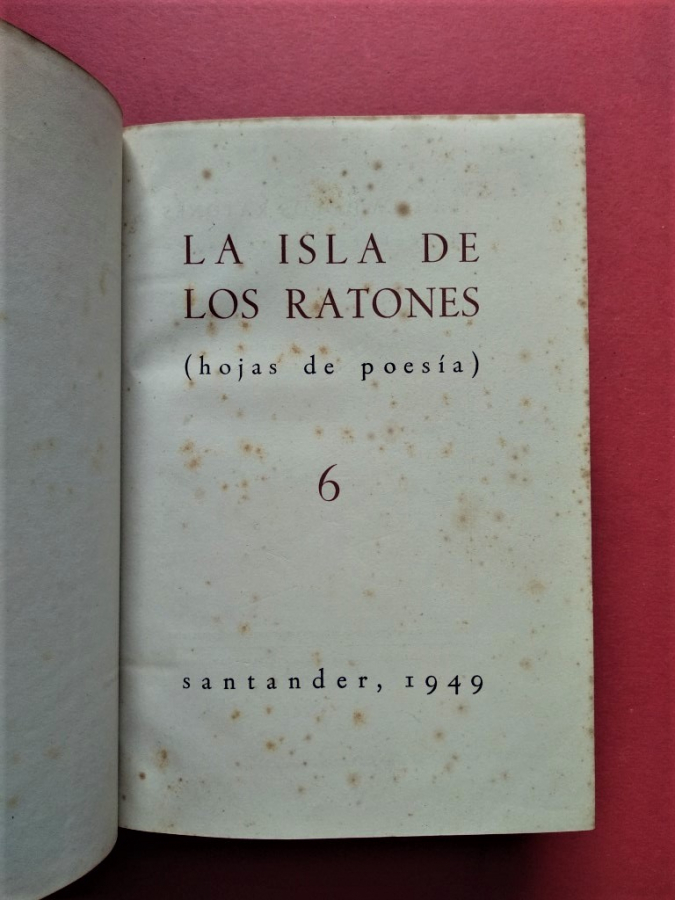 LA ISLA DE
LOS RATONES
(hojas de poesía)
6
santander, 1949